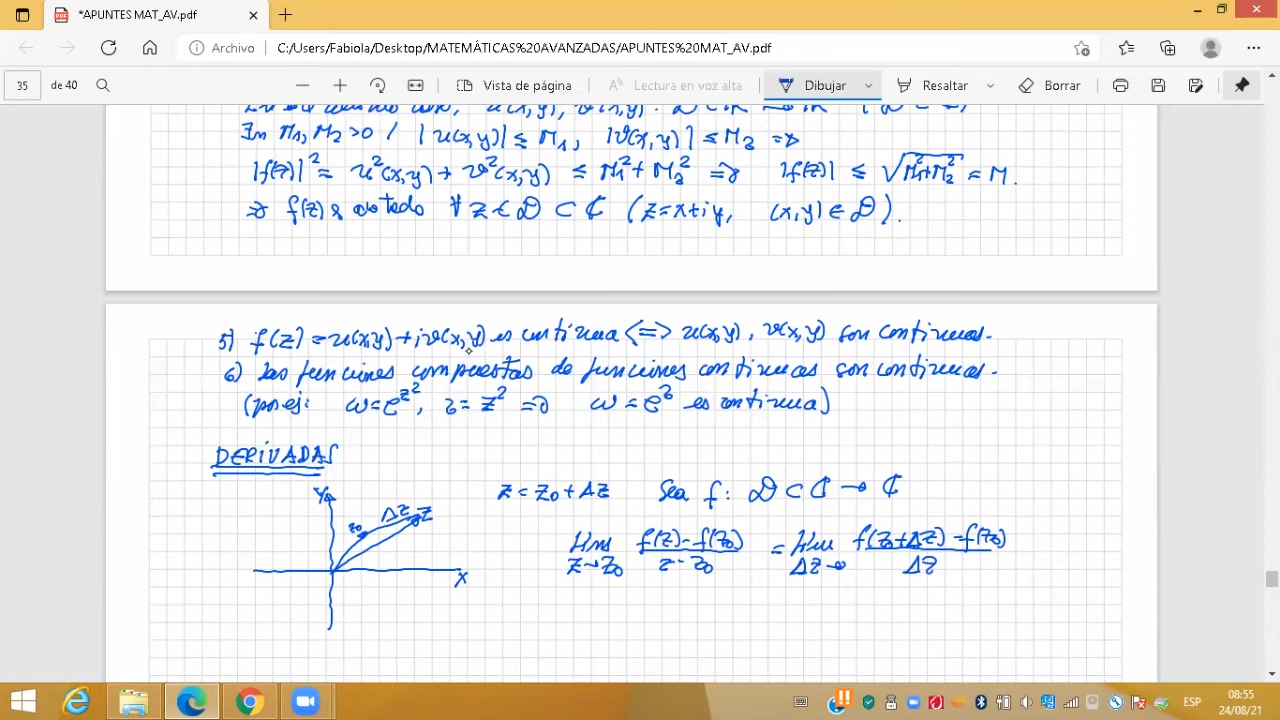 *APUNTES MAT_AV.pdf
Archivo C:/Users/Fabiola/Desktop/MATEMÁTICAS%20AVANZADAS/APUNTES%20MAT_AV.pdf
35 de 40 Vista de página Lectura en voz alta Dibujar Resaltar Borrar
∃n M₁, M₂ >0 / |u(x,y)| ≤ M₁, |v(x,y)| ≤ M₂ ⇒
|f(z)|² = u²(x,y) + v²(x,y) ≤ M₁² + M₂² ⇒ |f(z)| ≤ √(M₁²+M₂²) = M.
⇒ f(z) es acotado ∀ z ∈ D ⊂ ℂ (z=x+iy, (x,y) ∈ D).
5) f(z) = u(x,y)+iv(x,y) es continua <=> u(x,y), v(x,y) son continuas.
6) Las funciones compuestas de funciones continuas son continuas.
(por ej: ω=e^z², z² ⇒ ω = e es continua)
DERIVADAS
Y z₀ Δz z X
z = z₀ + Δz Sea f: D ⊂ ℂ → ℂ
Lim z→z₀ (f(z) - f(z₀))/(z - z₀) = Lim Δz→0 (f(z₀+Δz) - f(z₀))/Δz
ESP 08:55
24/08/21